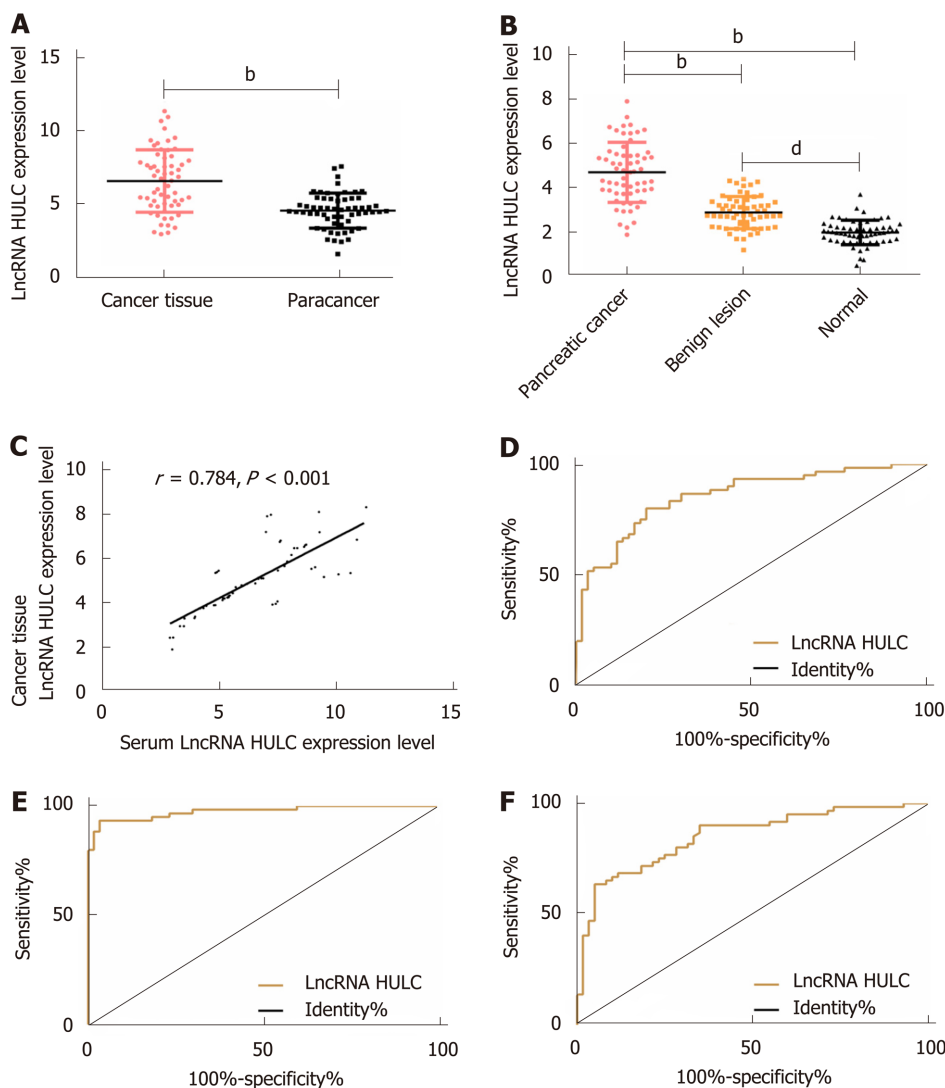 A
LncRNA HULC expression level
15
10
5
0
b
Cancer tissue
Paracancer
B
LncRNA HULC expression level
10
8
6
4
2
0
b
b
d
Pancreatic cancer
Benign lesion
Normal
C
Cancer tissue
LncRNA HULC expression level
10
8
6
4
2
0
r = 0.784, P < 0.001
0
5
10
15
Serum LncRNA HULC expression level
D
Sensitivity%
100
50
0
LncRNA HULC
Identity%
0
50
100
100%-specificity%
E
Sensitivity%
100
50
0
LncRNA HULC
Identity%
0
50
100
100%-specificity%
F
Sensitivity%
100
50
0
LncRNA HULC
Identity%
0
50
100
100%-specificity%